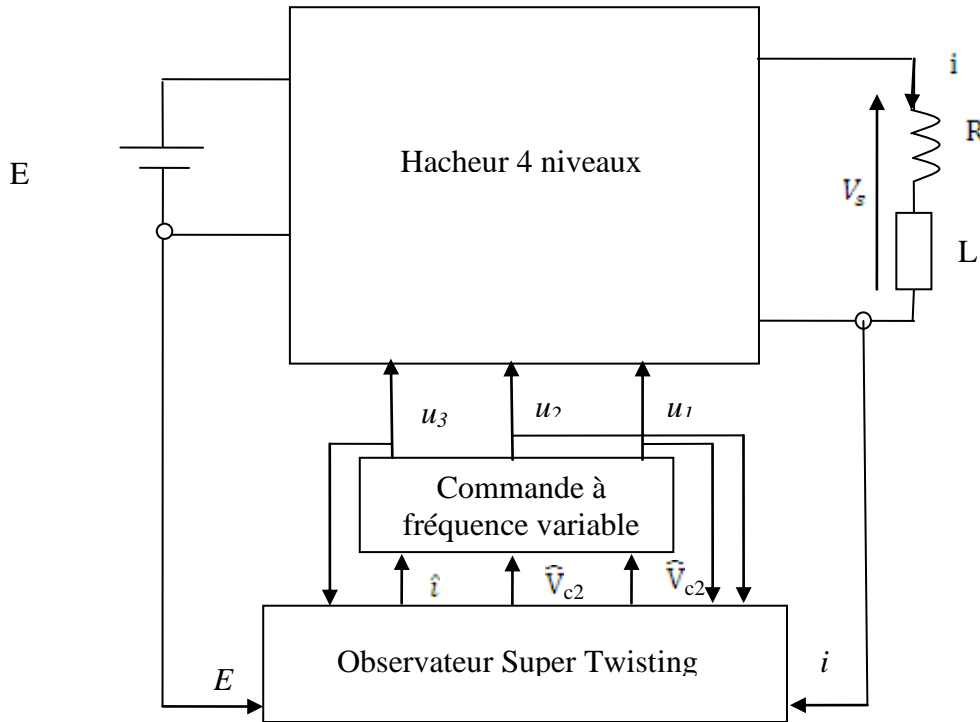 i
R
Hacheur 4 niveaux
E
V_s
L
u_3 u_2 u_1
Commande à
fréquence variable
î V̂_c2 V̂_c2
Observateur Super Twisting
E
i